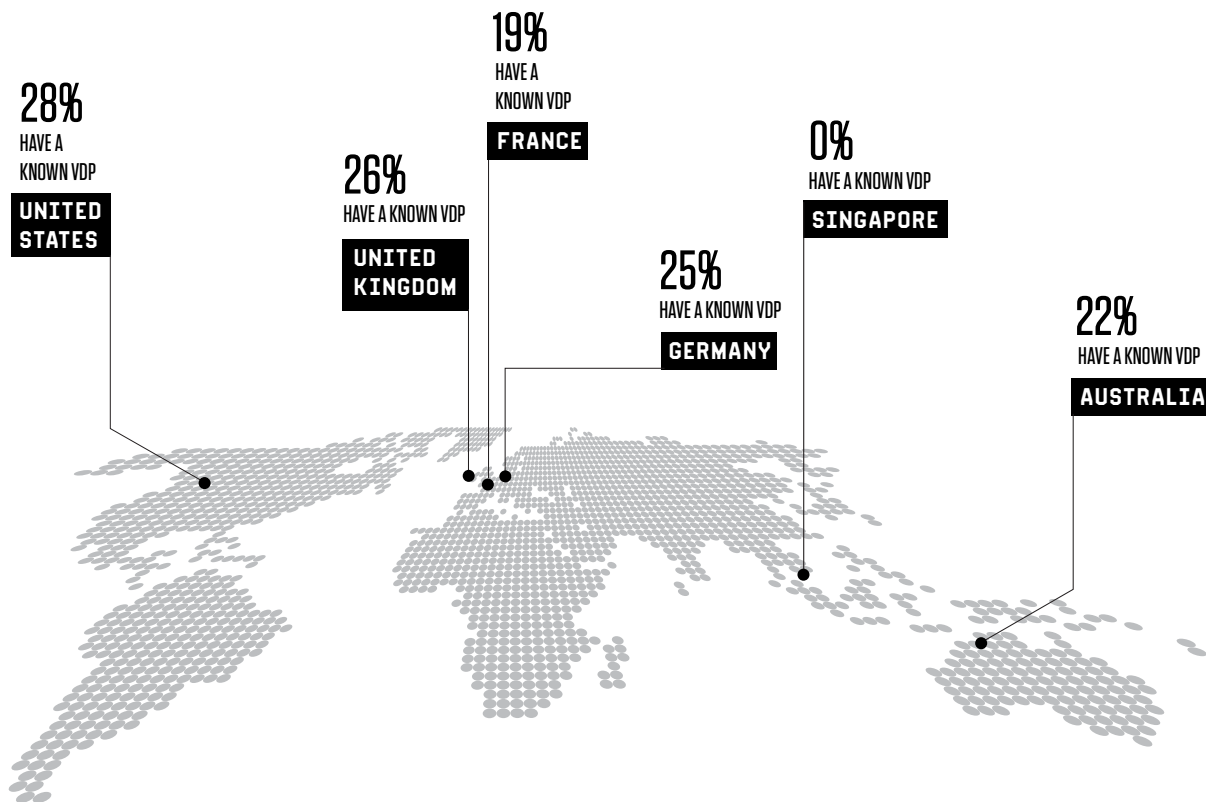 28%
HAVE A
KNOWN VDP
UNITED
STATES
26%
HAVE A KNOWN VDP
UNITED
KINGDOM
19%
HAVE A
KNOWN VDP
FRANCE
25%
HAVE A KNOWN VDP
GERMANY
0%
HAVE A KNOWN VDP
SINGAPORE
22%
HAVE A KNOWN VDP
AUSTRALIA